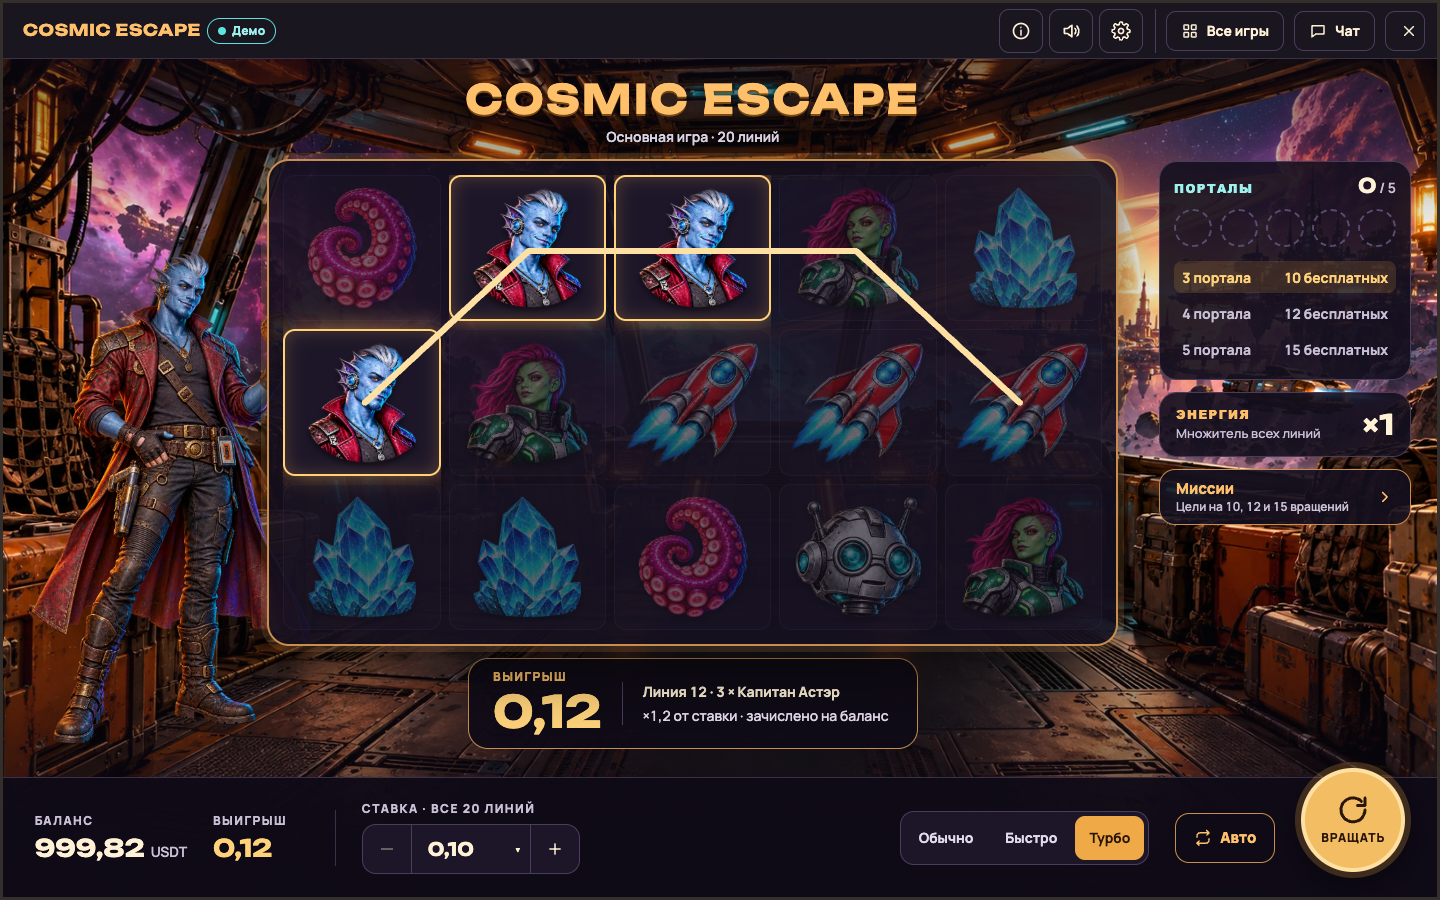 COSMIC ESCAPE
Демо
Все игры
Чат
COSMIC ESCAPE
Основная игра · 20 линий
ПОРТАЛЫ
0 / 5
3 портала 10 бесплатных
4 портала 12 бесплатных
5 портала 15 бесплатных
ЭНЕРГИЯ
Множитель всех линий
×1
Миссии
Цели на 10, 12 и 15 вращений
ВЫИГРЫШ
0,12
Линия 12 · 3 × Капитан Астэр
×1,2 от ставки · зачислено на баланс
БАЛАНС
999,82 USDT
ВЫИГРЫШ
0,12
СТАВКА · ВСЕ 20 ЛИНИЙ
− 0,10 +
Обычно
Быстро
Турбо
Авто
ВРАЩАТЬ